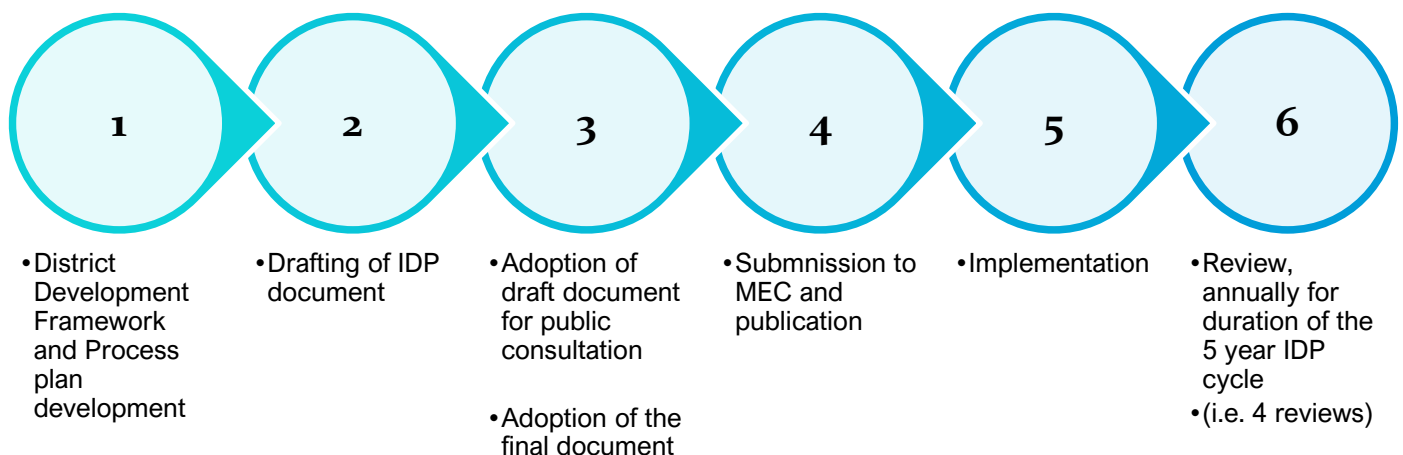 1
2
3
4
5
6
•District
Development
Framework
and Process
plan
development
•Drafting of IDP
document
•Adoption of
draft document
for public
consultation
•Adoption of the
final document
•Submnission to
MEC and
publication
•Implementation
•Review,
annually for
duration of the
5 year IDP
cycle
•(i.e. 4 reviews)